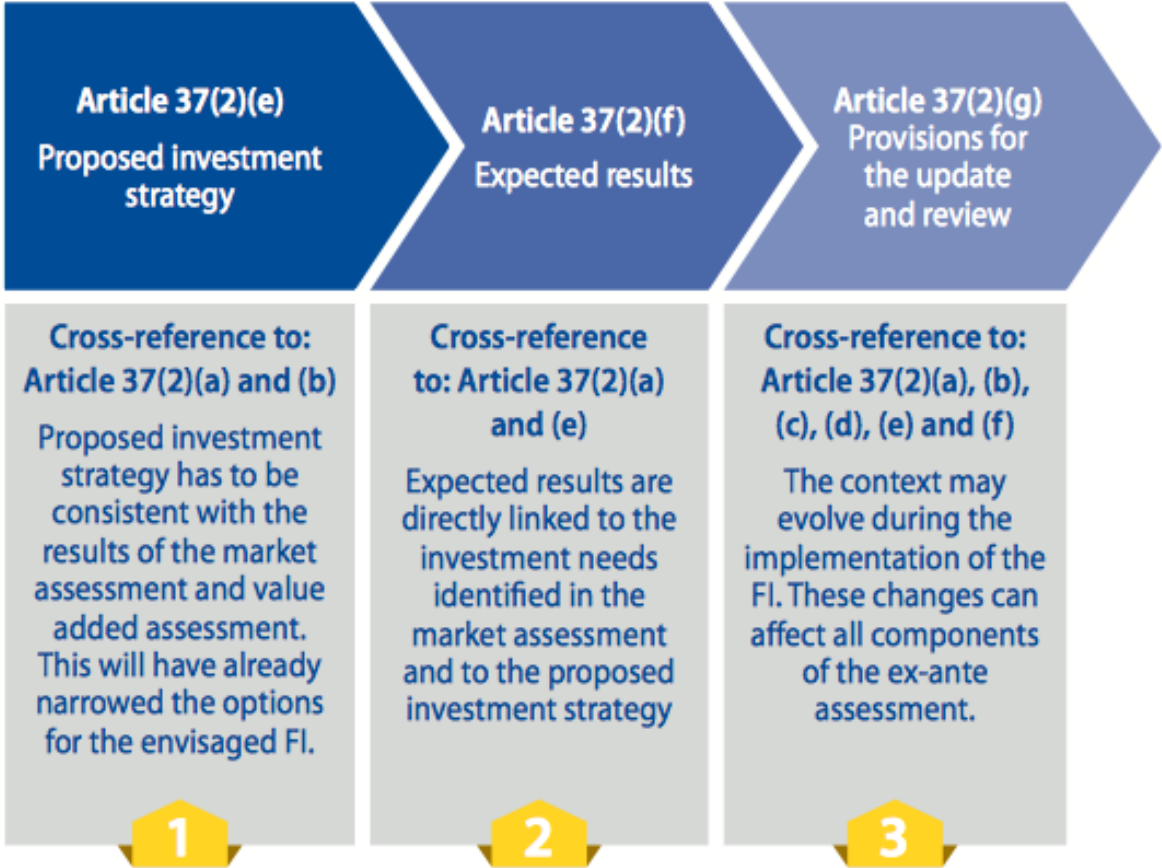 Article 37(2)(e)
Proposed investment
strategy
Article 37(2)(f)
Expected results
Article 37(2)(g)
Provisions for
the update
and review
Cross-reference to:
Article 37(2)(a) and (b)
Proposed investment
strategy has to be
consistent with the
results of the market
assessment and value
added assessment.
This will have already
narrowed the options
for the envisaged FI.
1
Cross-reference
to: Article 37(2)(a)
and (e)
Expected results are
directly linked to the
investment needs
identified in the
market assessment
and to the proposed
investment strategy
2
Cross-reference to:
Article 37(2)(a), (b),
(c), (d), (e) and (f)
The context may
evolve during the
implementation of the
FI. These changes can
affect all components
of the ex-ante
assessment.
3